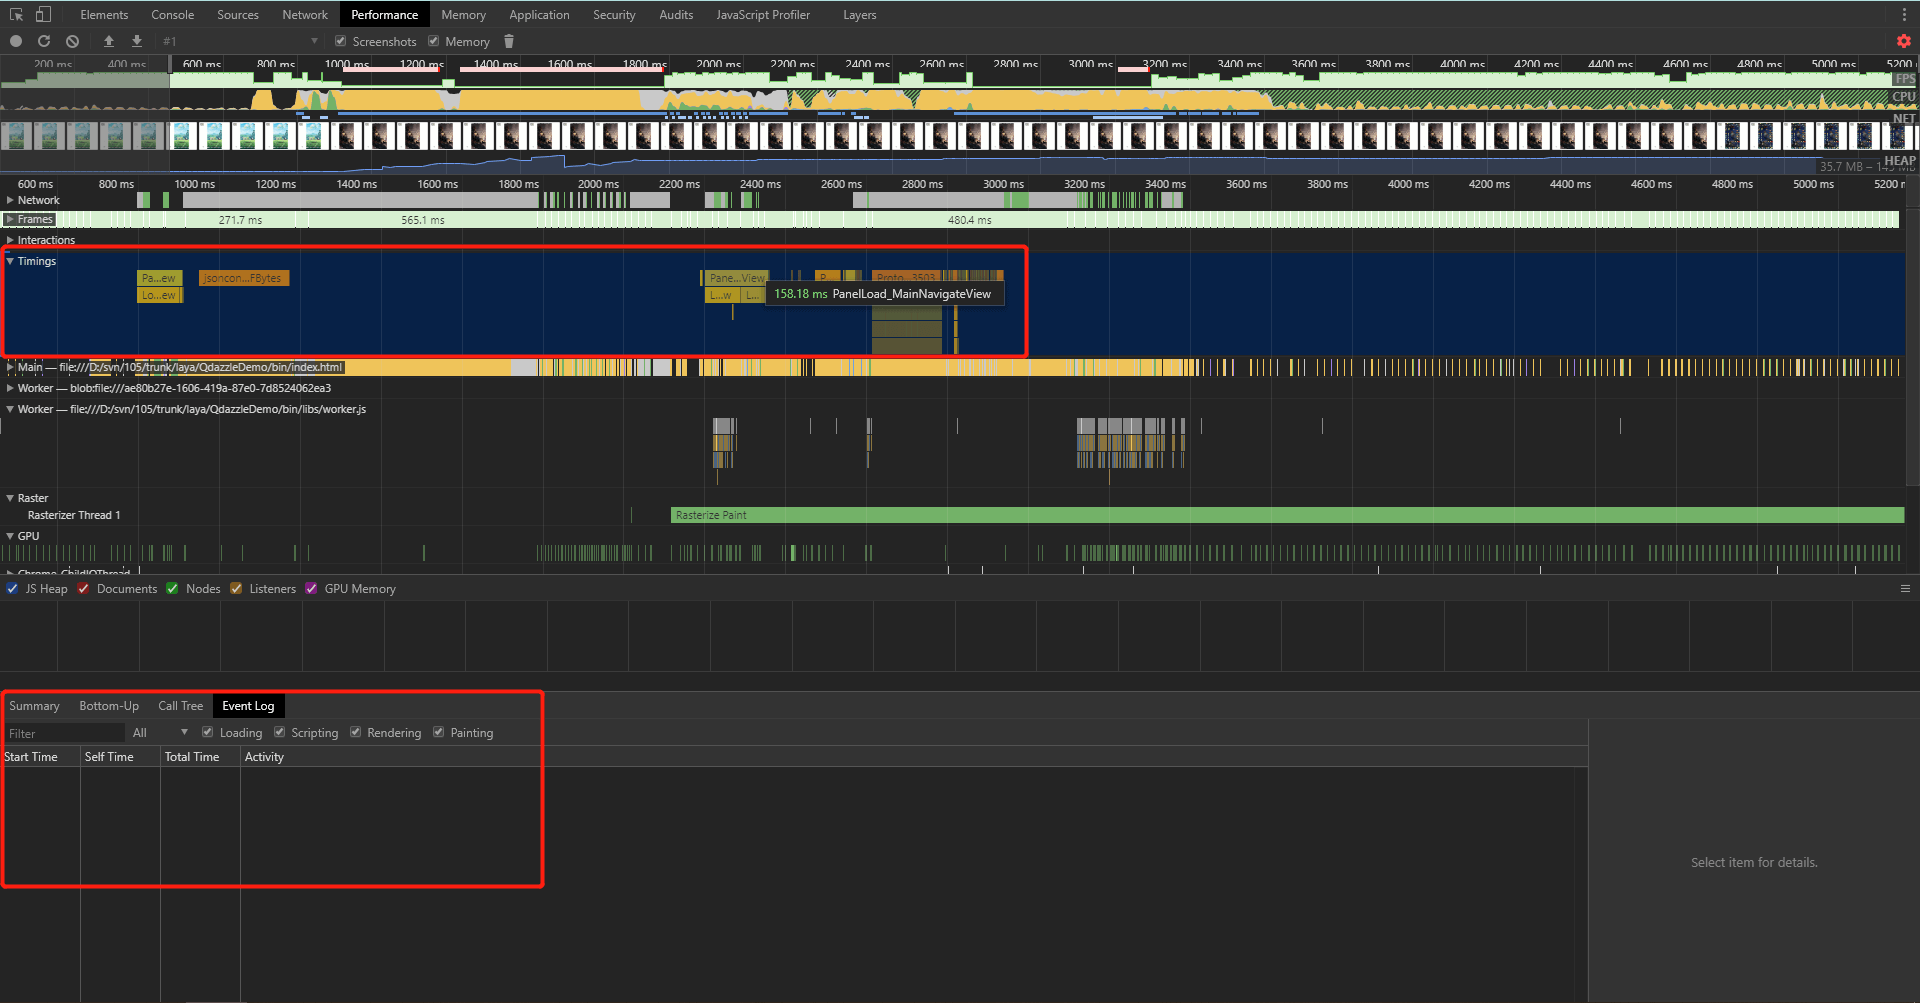 Elements Console Sources Network Performance Memory Application Security Audits JavaScript Profiler Layers
#1 Screenshots Memory
200 ms 400 ms 600 ms 800 ms 1000 ms 1200 ms 1400 ms 1600 ms 1800 ms 2000 ms 2200 ms 2400 ms 2600 ms 2800 ms 3000 ms 3200 ms 3400 ms 3600 ms 3800 ms 4000 ms 4200 ms 4400 ms 4600 ms 4800 ms 5000 ms 5200
FPS
CPU
NET
HEAP
35.7 MB – 145 MB
600 ms 800 ms 1000 ms 1200 ms 1400 ms 1600 ms 1800 ms 2000 ms 2200 ms 2400 ms 2600 ms 2800 ms 3000 ms 3200 ms 3400 ms 3600 ms 3800 ms 4000 ms 4200 ms 4400 ms 4600 ms 4800 ms 5000 ms 5200 r
Network
Frames 271.7 ms 565.1 ms 480.4 ms
Interactions
Timings
Pa...ew Jsoncon...FBytes Pane...View P... Proto...3503
Lo...ew L...w L...
158.18 ms PanelLoad_MainNavigateView
Main — file:///D:/svn/105/trunk/laya/QdazzleDemo/bin/index.html
Worker — blob:file:///ae80b27e-1606-419a-87e0-7d8524062ea3
Worker — file:///D:/svn/105/trunk/laya/QdazzleDemo/bin/libs/worker.js
Raster
Rasterizer Thread 1 Rasterize Paint
GPU
Chrome_ChildIOThread
JS Heap Documents Nodes Listeners GPU Memory
Summary Bottom-Up Call Tree Event Log
Filter All Loading Scripting Rendering Painting
Start Time Self Time Total Time Activity
Select item for details.